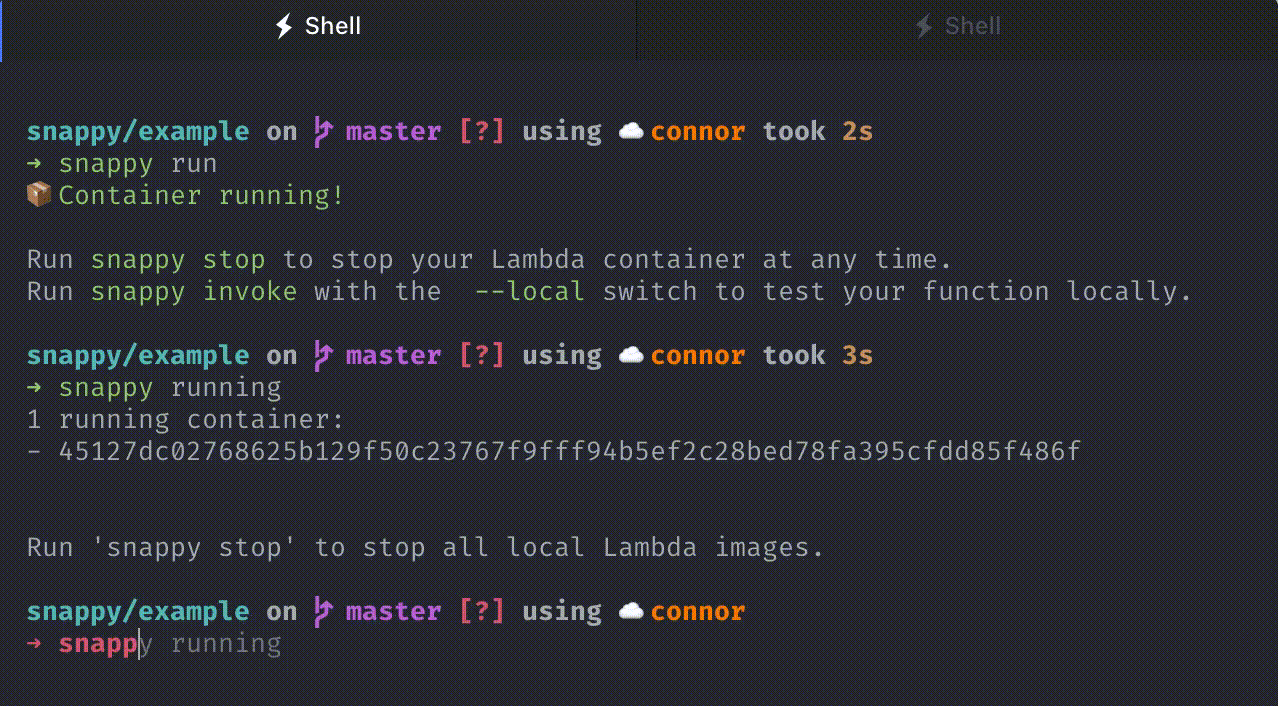 Shell
Shell
snappy/example on master [?] using connor took 2s
→ snappy run
Container running!
Run snappy stop to stop your Lambda container at any time.
Run snappy invoke with the --local switch to test your function locally.
snappy/example on master [?] using connor took 3s
→ snappy running
1 running container:
- 45127dc02768625b129f50c23767f9fff94b5ef2c28bed78fa395cfdd85f486f
Run 'snappy stop' to stop all local Lambda images.
snappy/example on master [?] using connor
→ snappy running